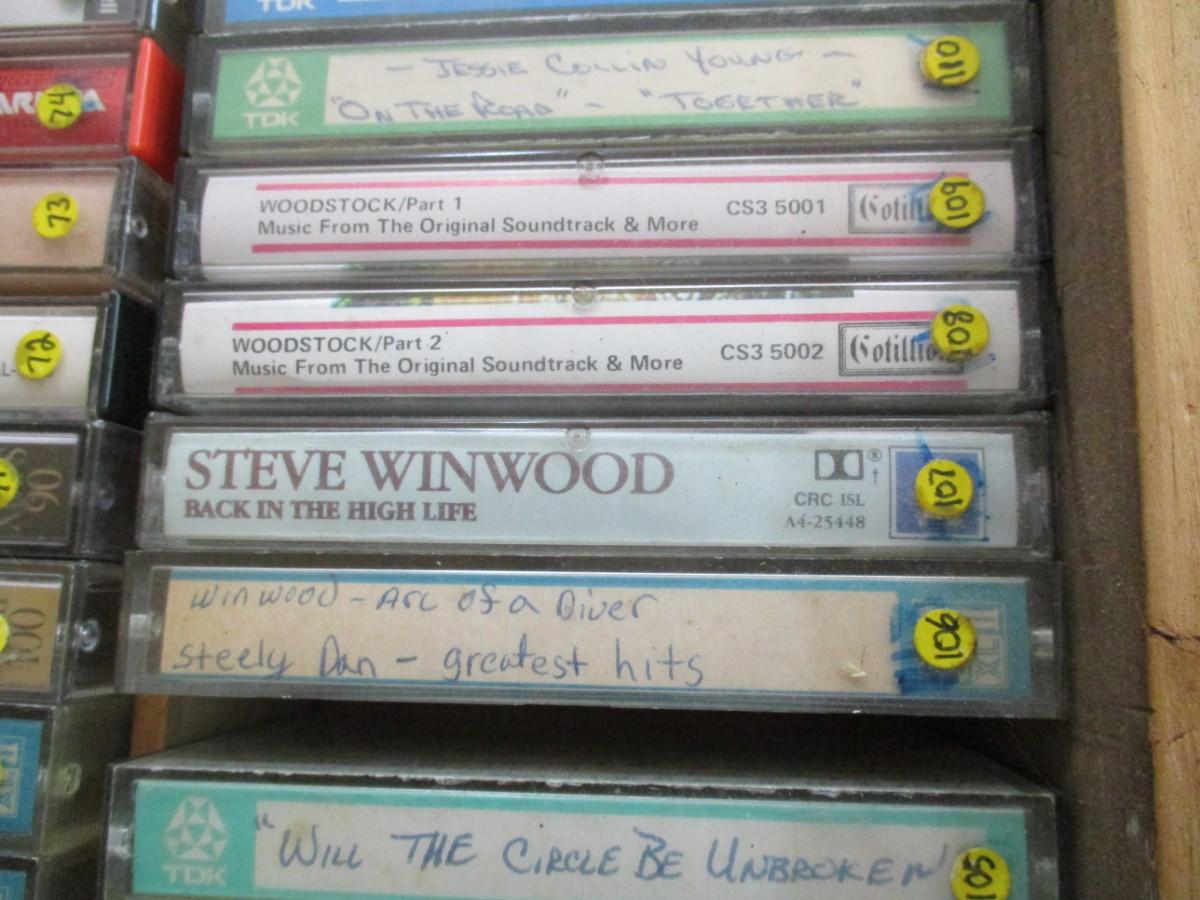 TDK
- JESSIE COLLIN YOUNG -
"ON THE ROAD" - "TOGETHER"
TDK
110
WOODSTOCK/Part 1
Music From The Original Soundtrack & More
CS3 5001
109
WOODSTOCK/Part 2
Music From The Original Soundtrack & More
CS3 5002
108
STEVE WINWOOD
BACK IN THE HIGH LIFE
CRC ISL
A4-25448
107
Winwood - Arc of a Diver
Steely Dan - greatest hits
XLII
106
"WILL THE CIRCLE BE UNBROKEN"
TDK
105
74
73
72
90
100